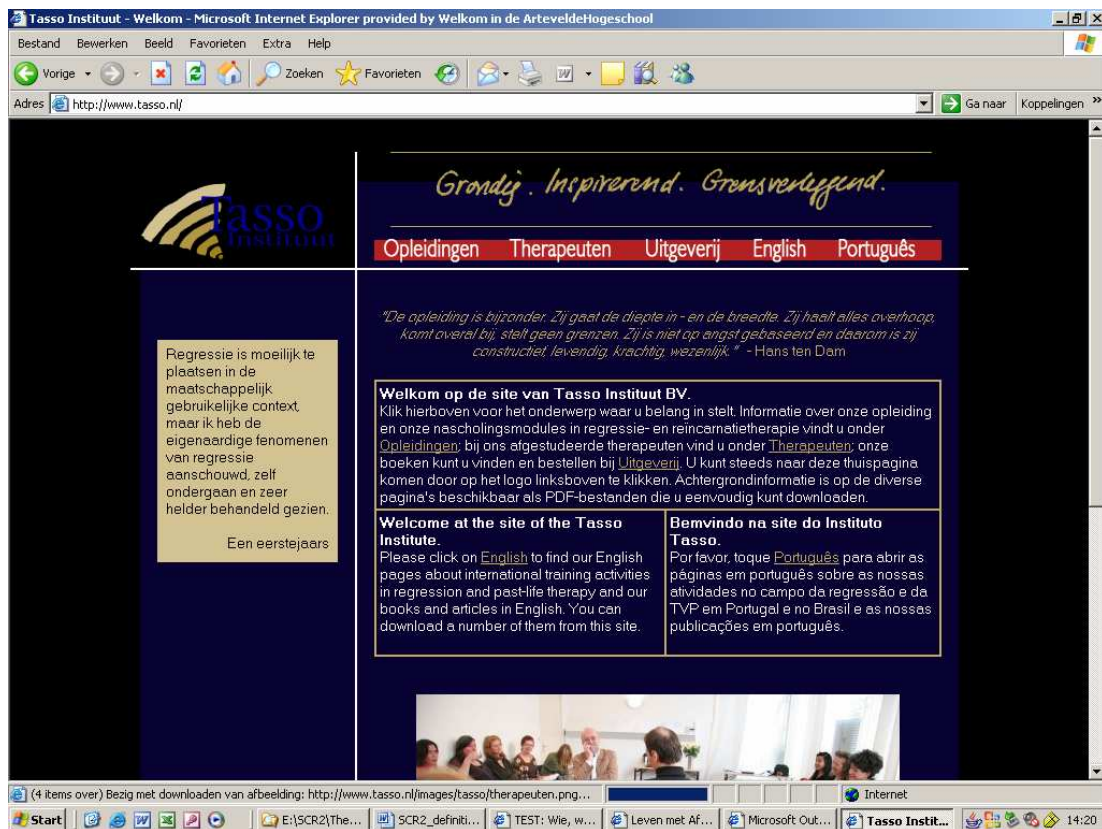 Tasso Instituut - Welkom - Microsoft Internet Explorer provided by Welkom in de ArteveldeHogeschool
Bestand Bewerken Beeld Favorieten Extra Help
Vorige Zoeken Favorieten
Adres http://www.tasso.nl/ Ga naar Koppelingen »
Grondig. Inspirerend. Grensverleggend.
Tasso
Instituut
Opleidingen Therapeuten Uitgeverij English Português
"De opleiding is bijzonder. Zij gaat de diepte in - en de breedte. Zij haalt alles overhoop,
komt overal bij, stelt geen grenzen. Zij is niet op angst gebaseerd en daarom is zij
constructief, levendig, krachtig, wezenlijk." - Hans ten Dam
Regressie is moeilijk te
plaatsen in de
maatschappelijk
gebruikelijke context,
maar ik heb de
eigenaardige fenomenen
van regressie
aanschouwd, zelf
ondergaan en zeer
helder behandeld gezien.
Een eerstejaars
Welkom op de site van Tasso Instituut BV.
Klik hierboven voor het onderwerp waar u belang in stelt. Informatie over onze opleiding
en onze nascholingsmodules in regressie- en reïncarnatietherapie vindt u onder
Opleidingen; bij ons afgestudeerde therapeuten vind u onder Therapeuten; onze
boeken kunt u vinden en bestellen bij Uitgeverij. U kunt steeds naar deze thuispagina
komen door op het logo linksboven te klikken. Achtergrondinformatie is op de diverse
pagina's beschikbaar als PDF-bestanden die u eenvoudig kunt downloaden.
Welcome at the site of the Tasso
Institute.
Please click on English to find our English
pages about international training activities
in regression and past-life therapy and our
books and articles in English. You can
download a number of them from this site.
Bemvindo na site do Instituto
Tasso.
Por favor, toque Português para abrir as
páginas em português sobre as nossas
atividades no campo da regressão e da
TVP em Portugal e no Brasil e as nossas
publicações em português.
(4 items over) Bezig met downloaden van afbeelding: http://www.tasso.nl/images/tasso/therapeuten.png... Internet
Start E:\SCR2\The... SCR2_definiti... TEST: Wie, w... Leven met Af... Microsoft Out... Tasso Instit... 14:20